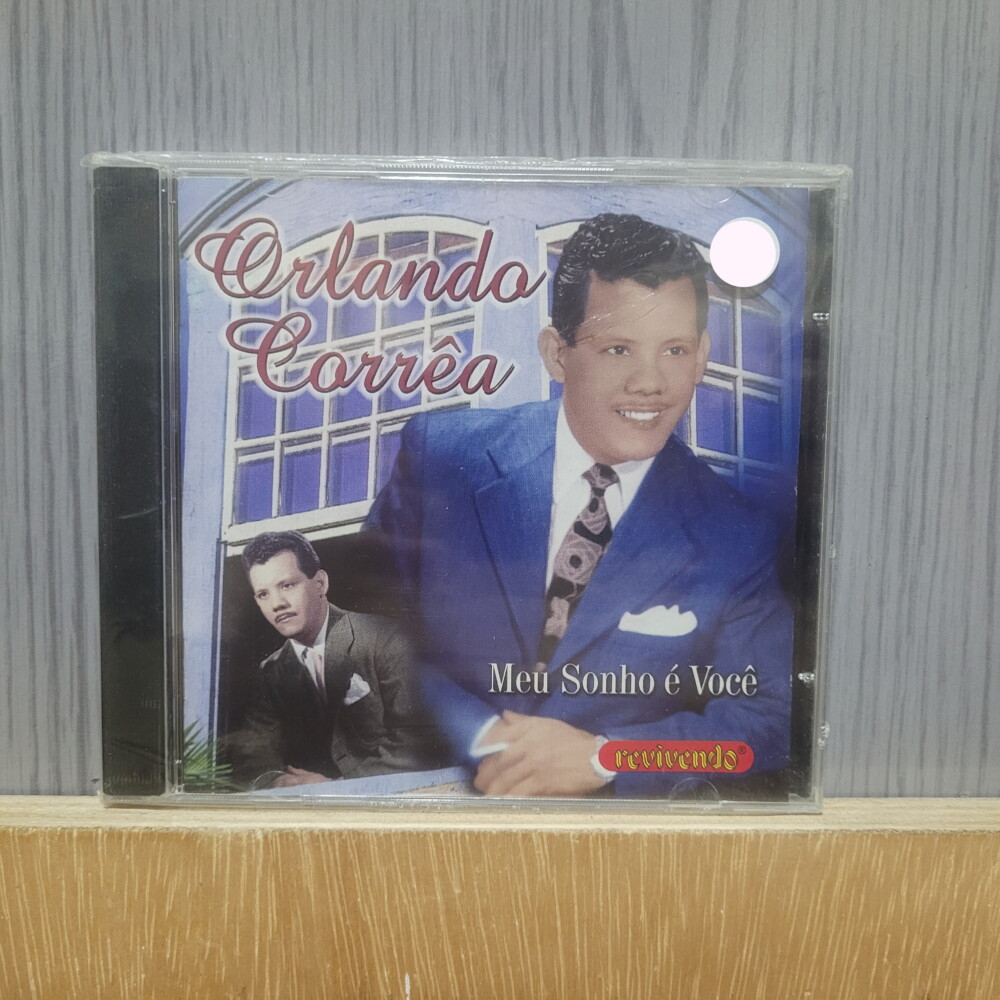 Orlando
Corrêa
Meu Sonho é Você
revivendo®